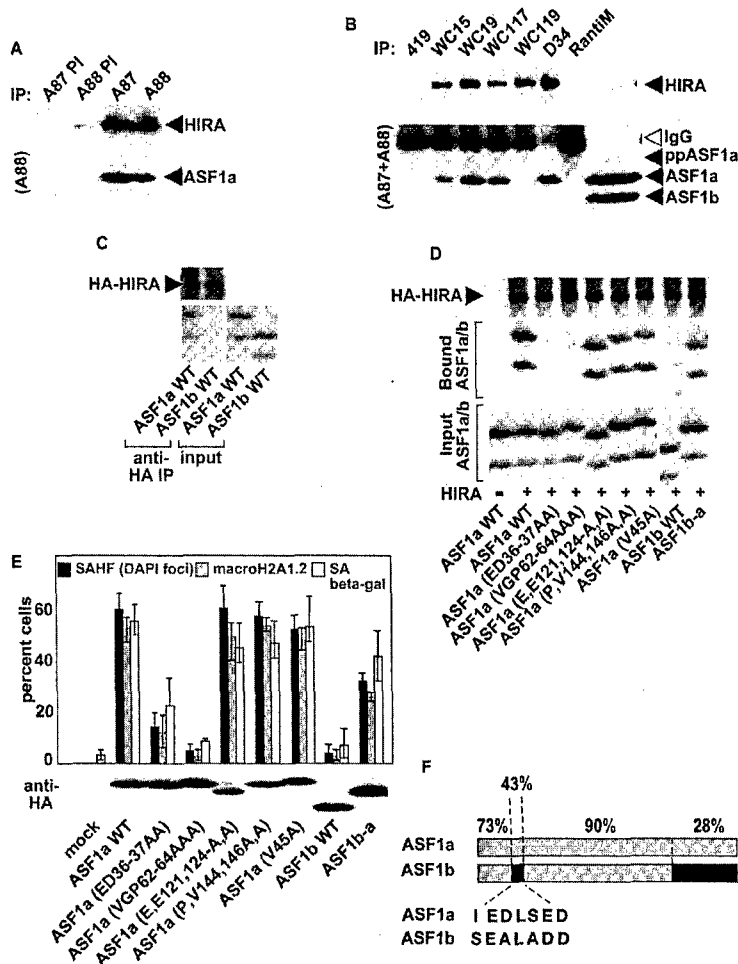 A
IP:
A87 PI
A88 PI
A87
A88
HIRA
(A88)
ASF1a
B
IP:
419
WC15
WC19
WC117
WC119
D34
RantiM
HIRA
(A87+A88)
IgG
ppASF1a
ASF1a
ASF1b
C
HA-HIRA
ASF1a WT
ASF1b WT
ASF1a WT
ASF1b WT
anti-
HA IP
input
D
HA-HIRA
Bound
ASF1a/b
Input
ASF1a/b
HIRA - + + + + + + + +
ASF1a WT
ASF1a WT
ASF1a (ED36-37AA)
ASF1a (VGP62-64AAA)
ASF1a (E,E121,124-A,A)
ASF1a (P,V144,146A,A)
ASF1a (V45A)
ASF1b WT
ASF1b-a
E
SAHF (DAPI foci)
macroH2A1.2
SA
beta-gal
percent cells
60
40
20
0
anti-
HA
mock
ASF1a WT
ASF1a (ED36-37AA)
ASF1a (VGP62-64AAA)
ASF1a (E,E121,124-A,A)
ASF1a (P,V144,146A,A)
ASF1a (V45A)
ASF1b WT
ASF1b-a
F
43%
73% 90% 28%
ASF1a
ASF1b
ASF1a I E D L S E D
ASF1b S E A L A D D